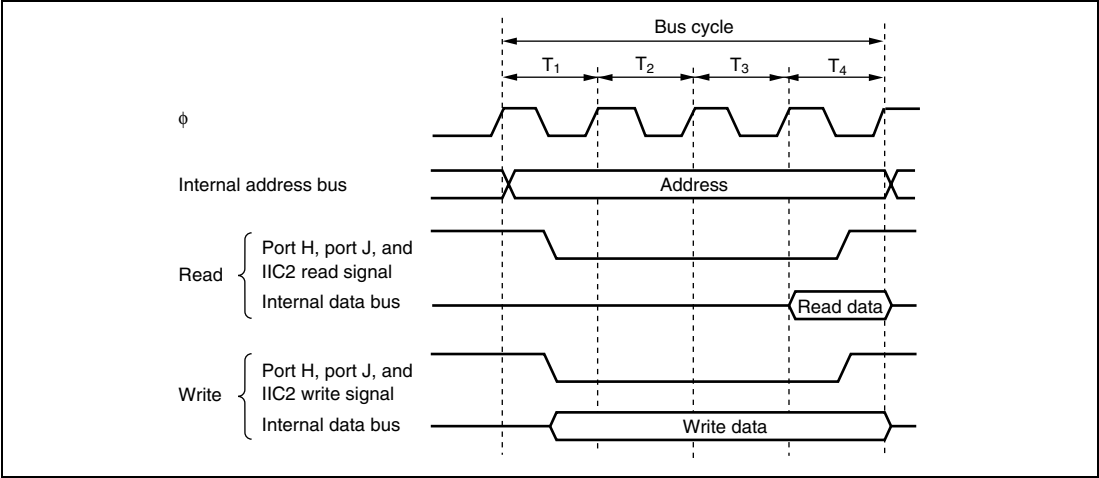 Bus cycle
T₁ T₂ T₃ T₄
ϕ
Internal address bus
Address
Read
Port H, port J, and
IIC2 read signal
Internal data bus
Read data
Write
Port H, port J, and
IIC2 write signal
Internal data bus
Write data